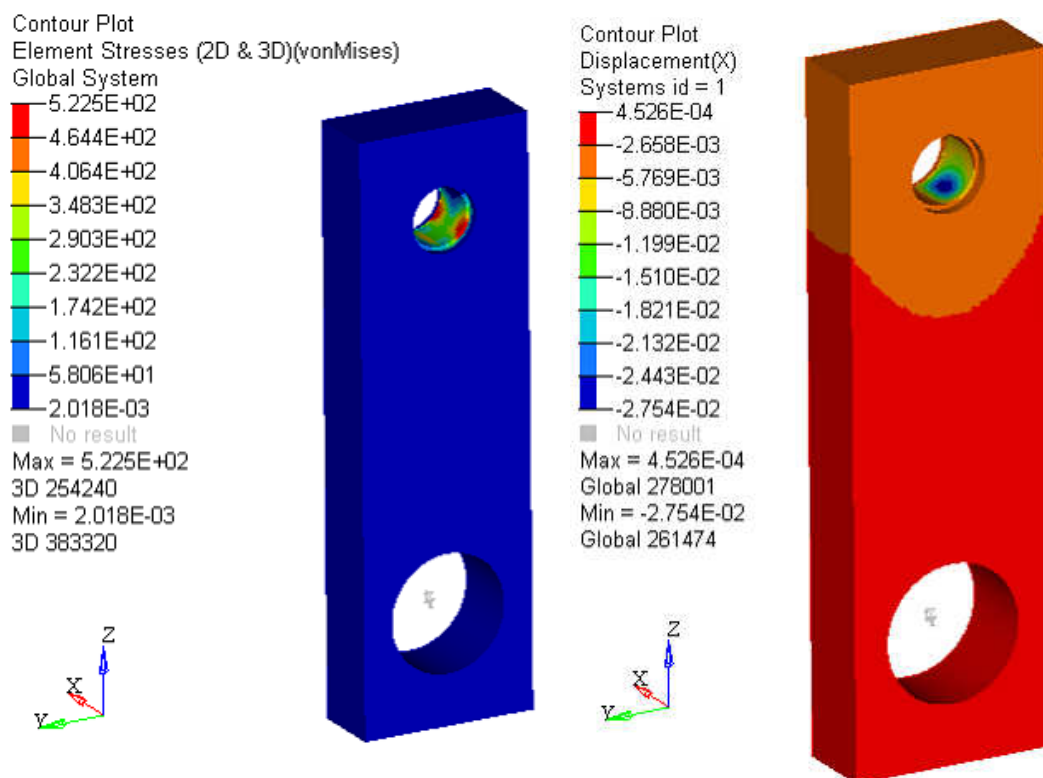 Contour Plot
Element Stresses (2D & 3D)(vonMises)
Global System
5.225E+02
4.644E+02
4.064E+02
3.483E+02
2.903E+02
2.322E+02
1.742E+02
1.161E+02
5.806E+01
2.018E-03
No result
Max = 5.225E+02
3D 254240
Min = 2.018E-03
3D 383320
Z
X
Y
Contour Plot
Displacement(X)
Systems id = 1
4.526E-04
-2.658E-03
-5.769E-03
-8.880E-03
-1.199E-02
-1.510E-02
-1.821E-02
-2.132E-02
-2.443E-02
-2.754E-02
No result
Max = 4.526E-04
Global 278001
Min = -2.754E-02
Global 261474
Z
X
Y